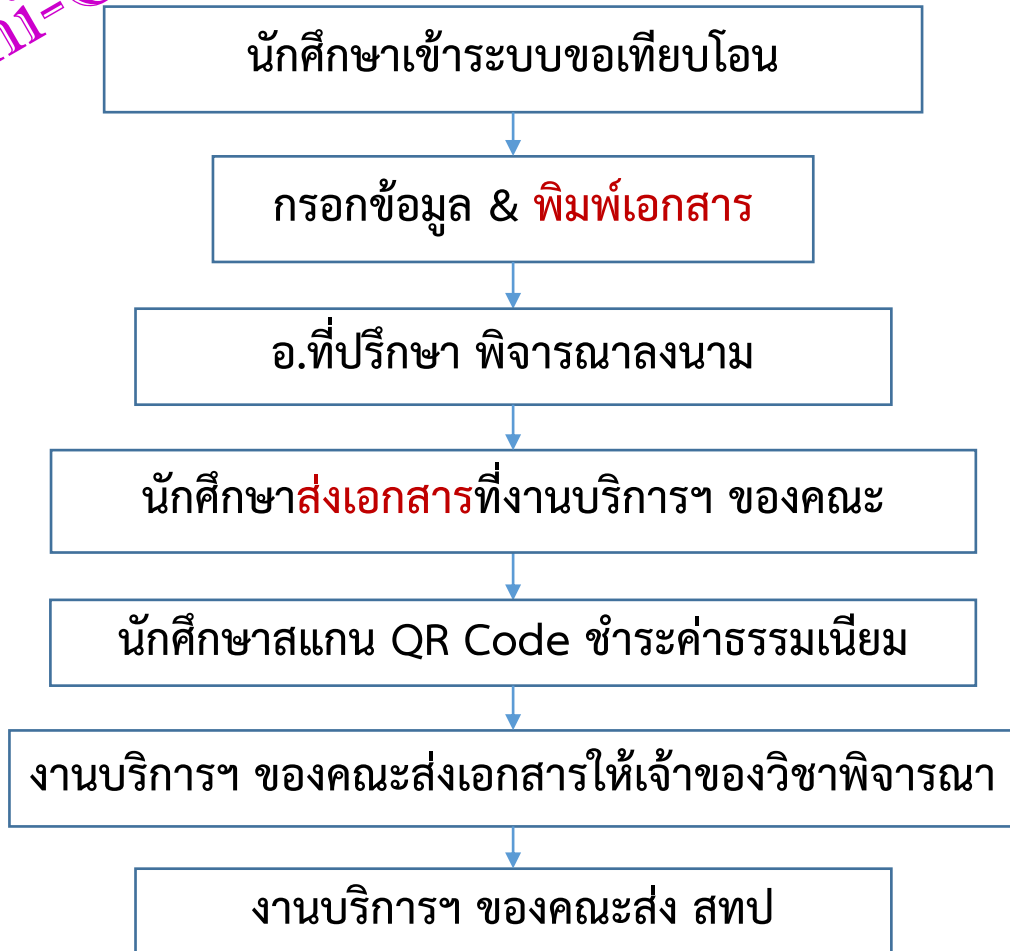 นักศึกษาเข้าระบบขอเทียบโอน
กรอกข้อมูล & พิมพ์เอกสาร
อ.ที่ปรึกษา พิจารณาลงนาม
นักศึกษาส่งเอกสารที่งานบริการฯ ของคณะ
นักศึกษาสแกน QR Code ชำระค่าธรรมเนียม
งานบริการฯ ของคณะส่งเอกสารให้เจ้าของวิชาพิจารณา
งานบริการฯ ของคณะส่ง สทป